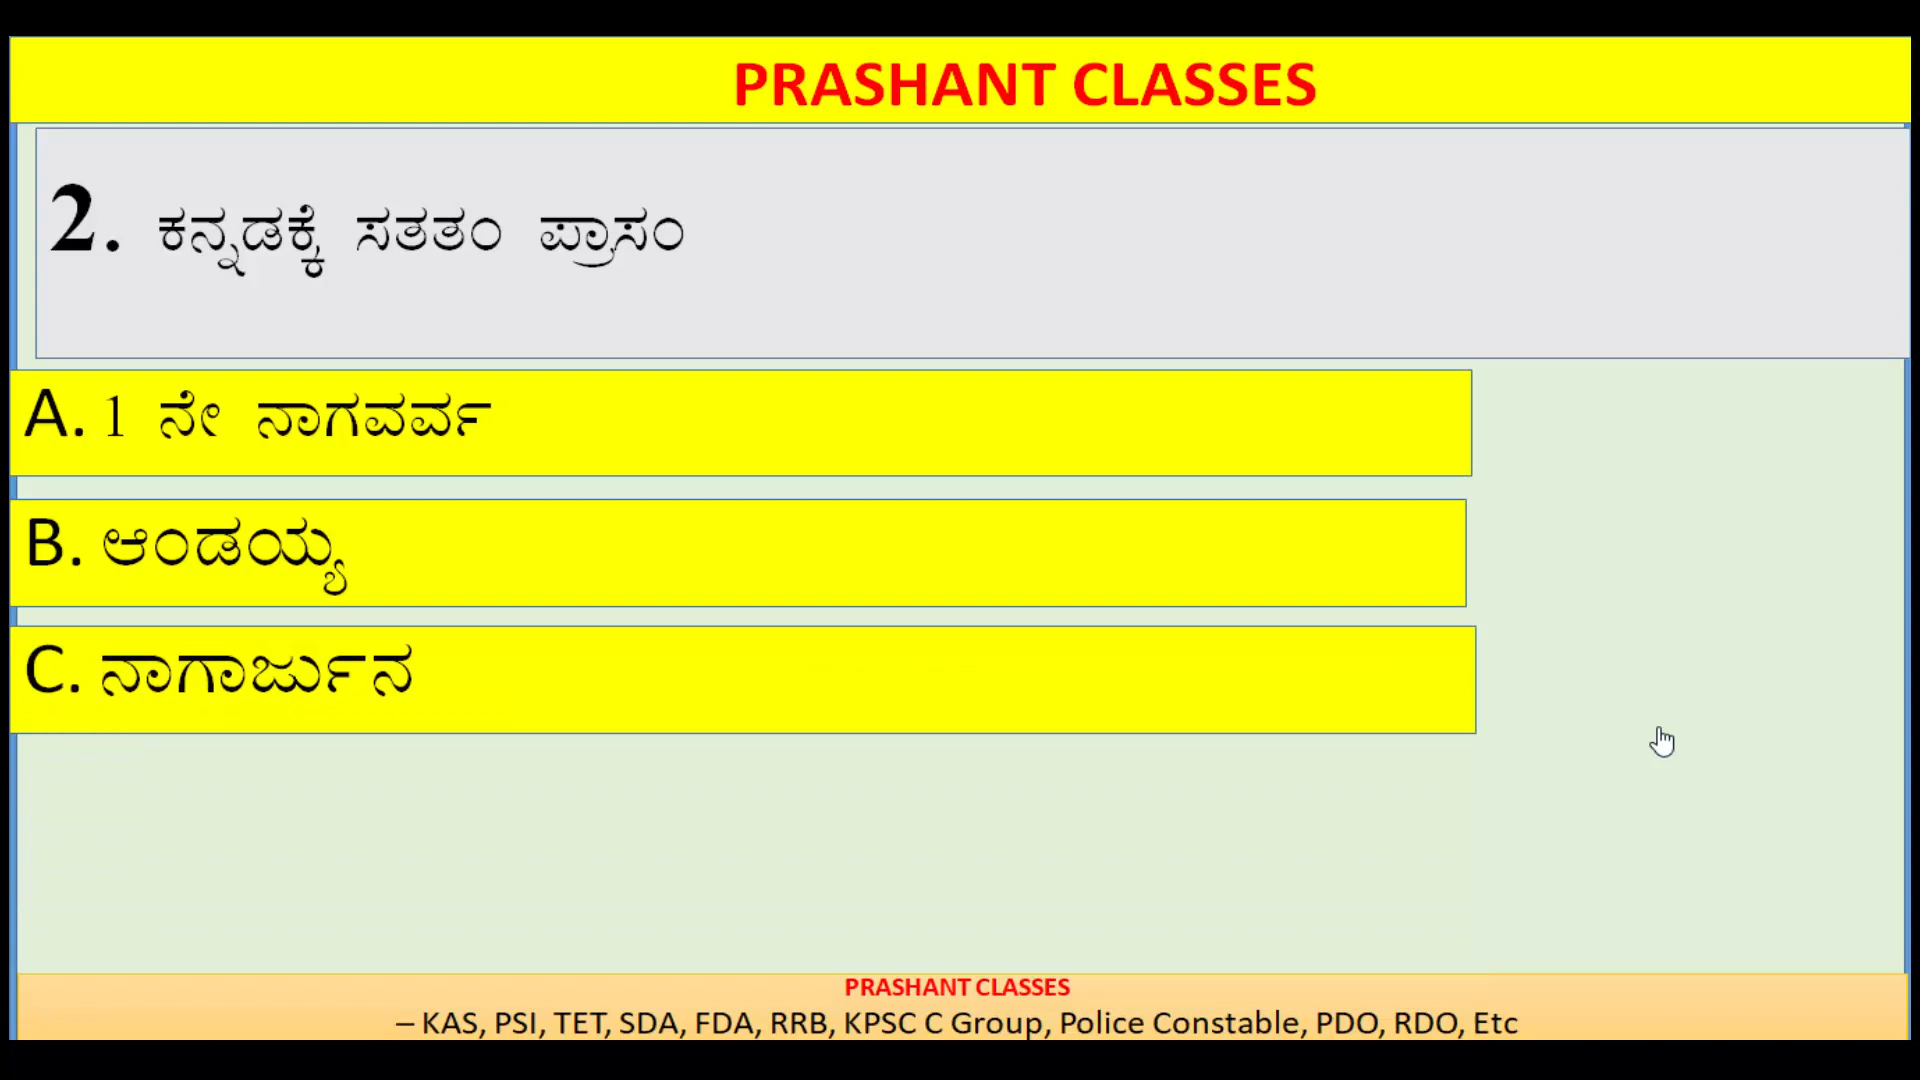 PRASHANT CLASSES
2. ಕನ್ನಡಕ್ಕೆ ಸತತಂ ಪ್ರಾಸಂ
A. 1 ನೇ ನಾಗವರ್ವ
B. ಆಂಡಯ್ಯ
C. ನಾಗಾರ್ಜುನ
PRASHANT CLASSES
– KAS, PSI, TET, SDA, FDA, RRB, KPSC C Group, Police Constable, PDO, RDO, Etc